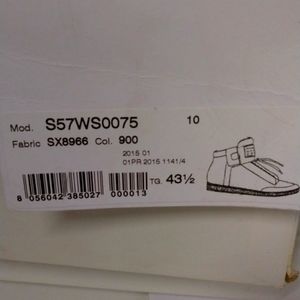 Mod. S57WS0075 10
Fabric SX8966 Col. 900
2015 01
01PR 2015 1141/4
TG. 43½
8 056042 385027 000013